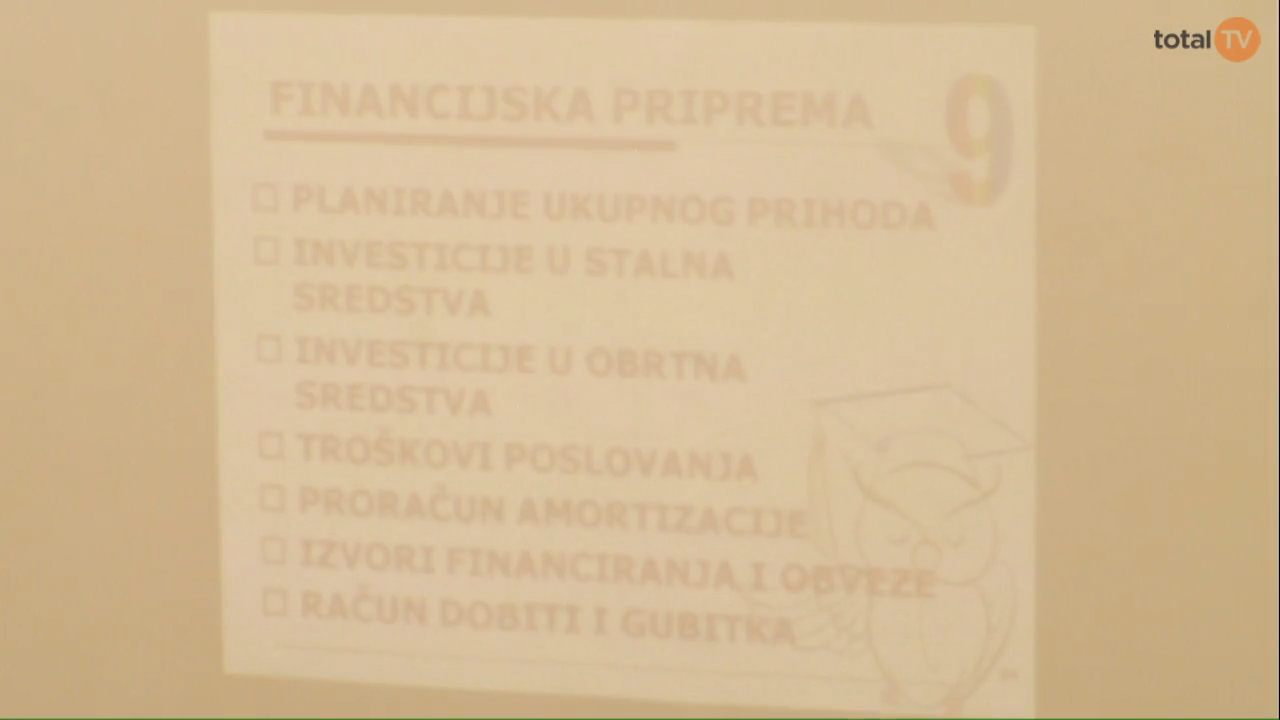 total TV
FINANCIJSKA PRIPREMA
9
□ PLANIRANJE UKUPNOG PRIHODA
□ INVESTICIJE U STALNA
SREDSTVA
□ INVESTICIJE U OBRTNA
SREDSTVA
□ TROŠKOVI POSLOVANJA
□ PRORAČUN AMORTIZACIJE
□ IZVORI FINANCIRANJA I OBVEZE
□ RAČUN DOBITI I GUBITKA